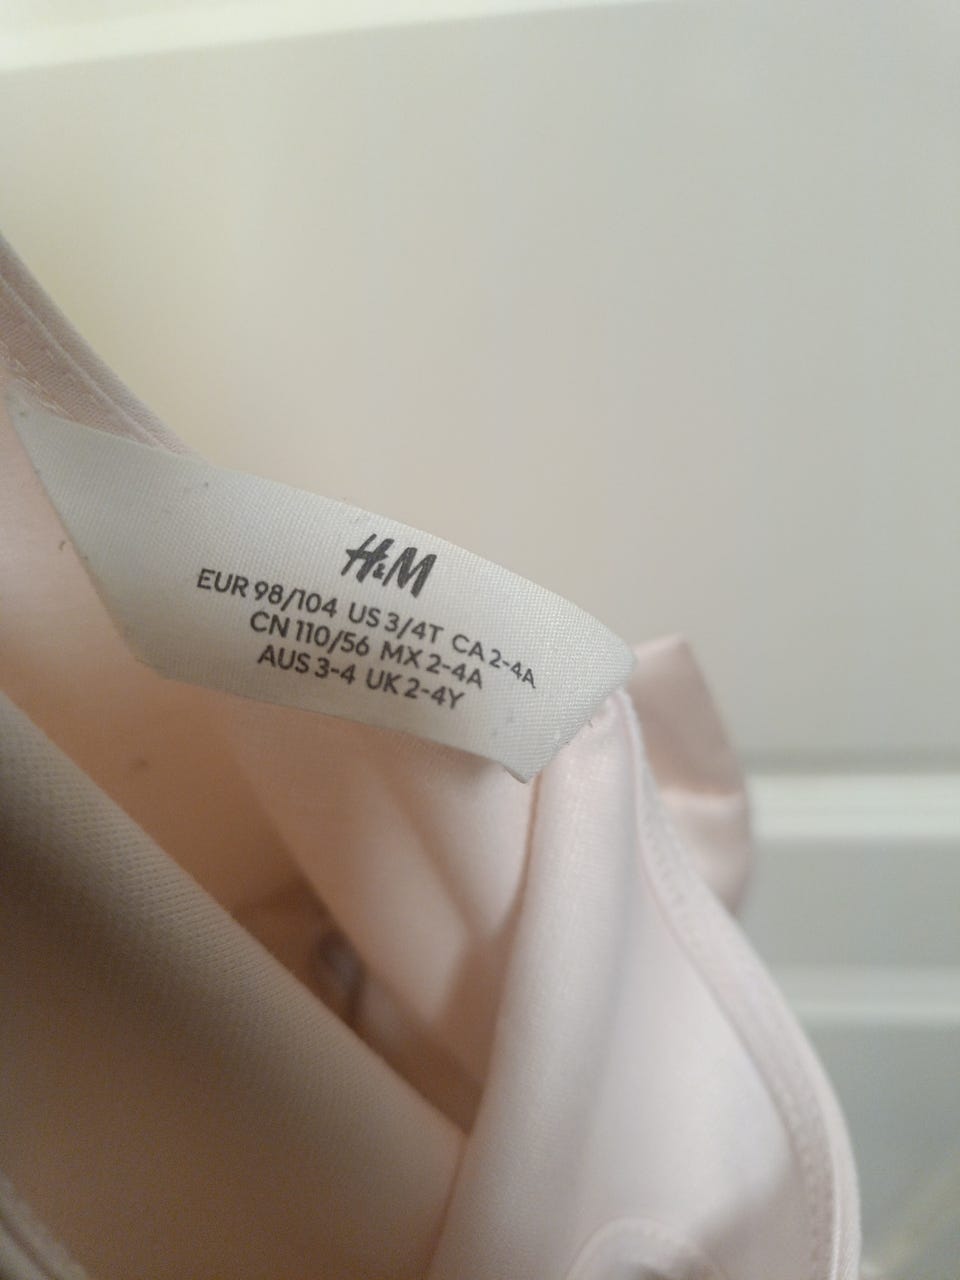 H&M
EUR 98/104 US 3/4T CA 2-4A
CN 110/56 MX 2-4A
AUS 3-4 UK 2-4Y